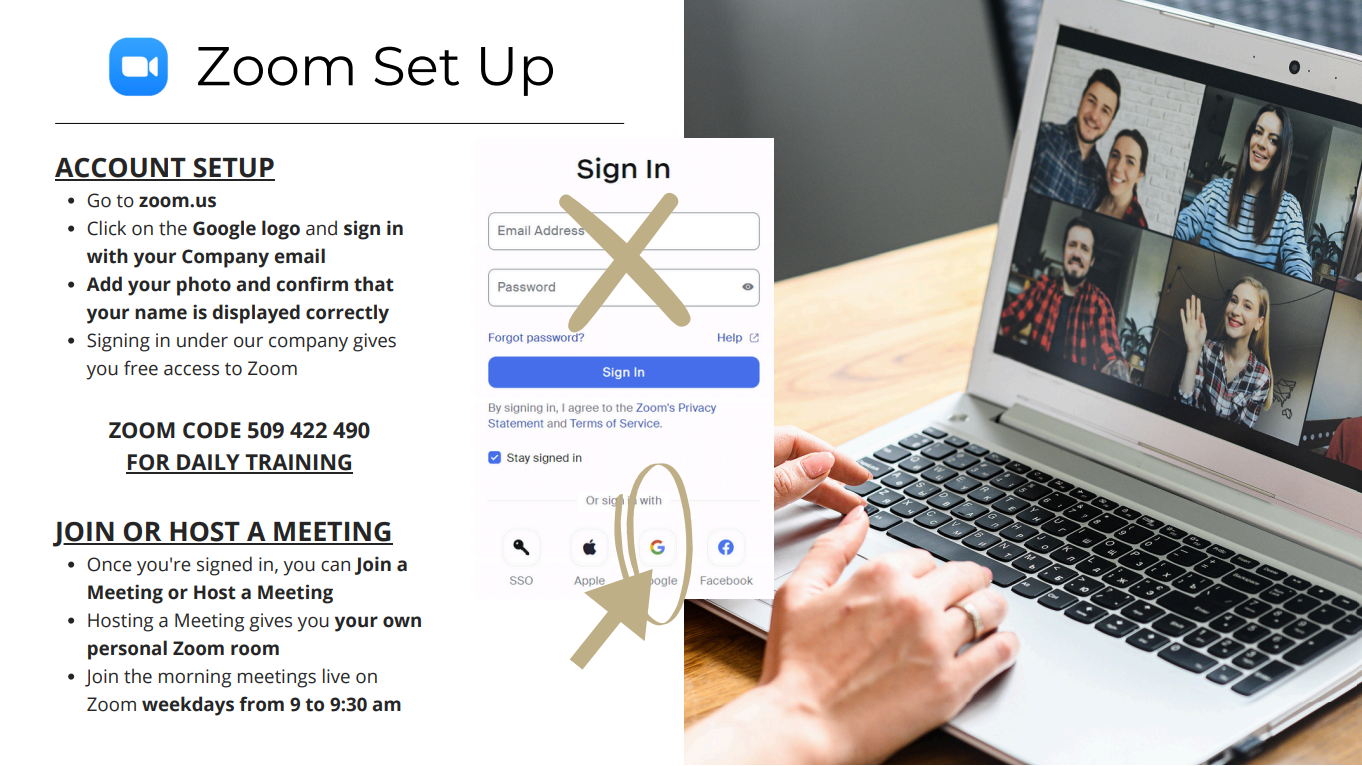 Zoom Set Up
ACCOUNT SETUP
• Go to zoom.us
• Click on the Google logo and sign in
with your Company email
• Add your photo and confirm that
your name is displayed correctly
• Signing in under our company gives
you free access to Zoom
ZOOM CODE 509 422 490
FOR DAILY TRAINING
JOIN OR HOST A MEETING
• Once you're signed in, you can Join a
Meeting or Host a Meeting
• Hosting a Meeting gives you your own
personal Zoom room
• Join the morning meetings live on
Zoom weekdays from 9 to 9:30 am
Sign In
Email Address
Password
Forgot password? Help
Sign In
By signing in, I agree to the Zoom's Privacy
Statement and Terms of Service.
Stay signed in
Or sign in with
SSO Apple Google Facebook